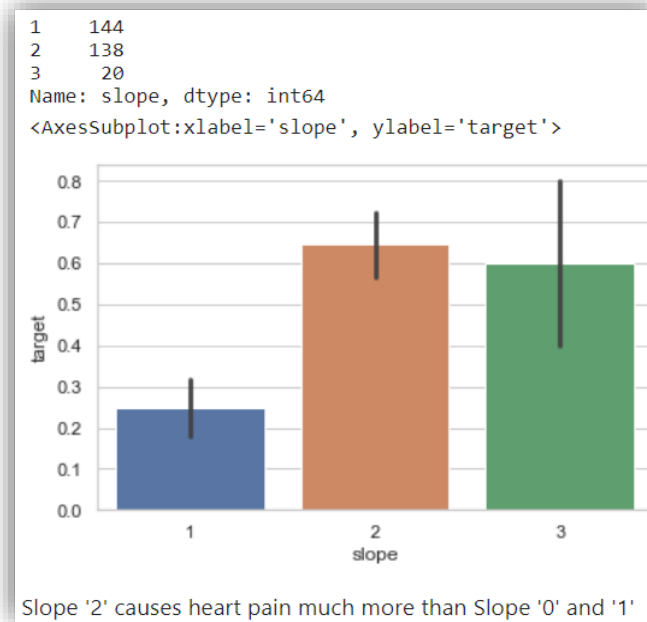 1 144
2 138
3 20
Name: slope, dtype: int64
<AxesSubplot:xlabel='slope', ylabel='target'>
0.8
0.7
0.6
0.5
0.4
0.3
0.2
0.1
0.0
target
1 2 3
slope
Slope '2' causes heart pain much more than Slope '0' and '1'